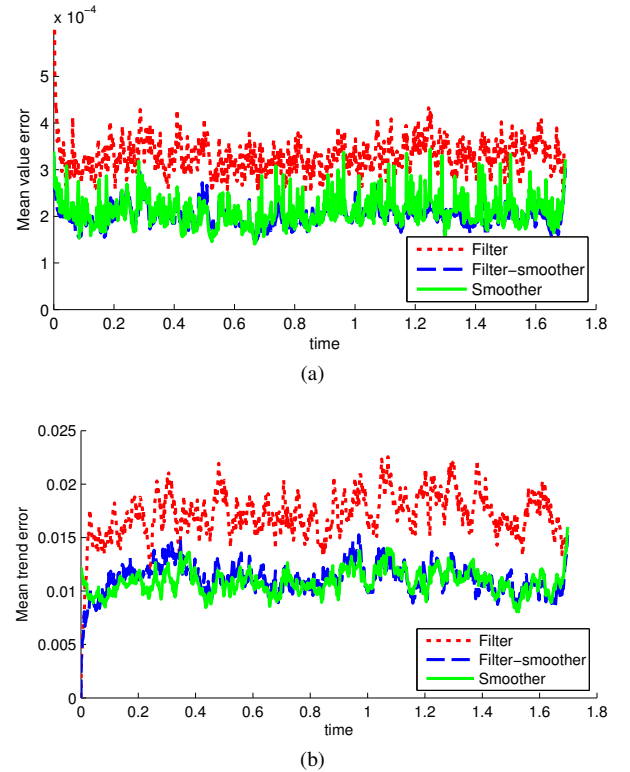 x 10⁻⁴
5
4
3
2
1
0
Mean value error
0 0.2 0.4 0.6 0.8 1 1.2 1.4 1.6 1.8
time
Filter
Filter−smoother
Smoother
(a)
0.025
0.02
0.015
0.01
0.005
0
Mean trend error
0 0.2 0.4 0.6 0.8 1 1.2 1.4 1.6 1.8
time
Filter
Filter−smoother
Smoother
(b)